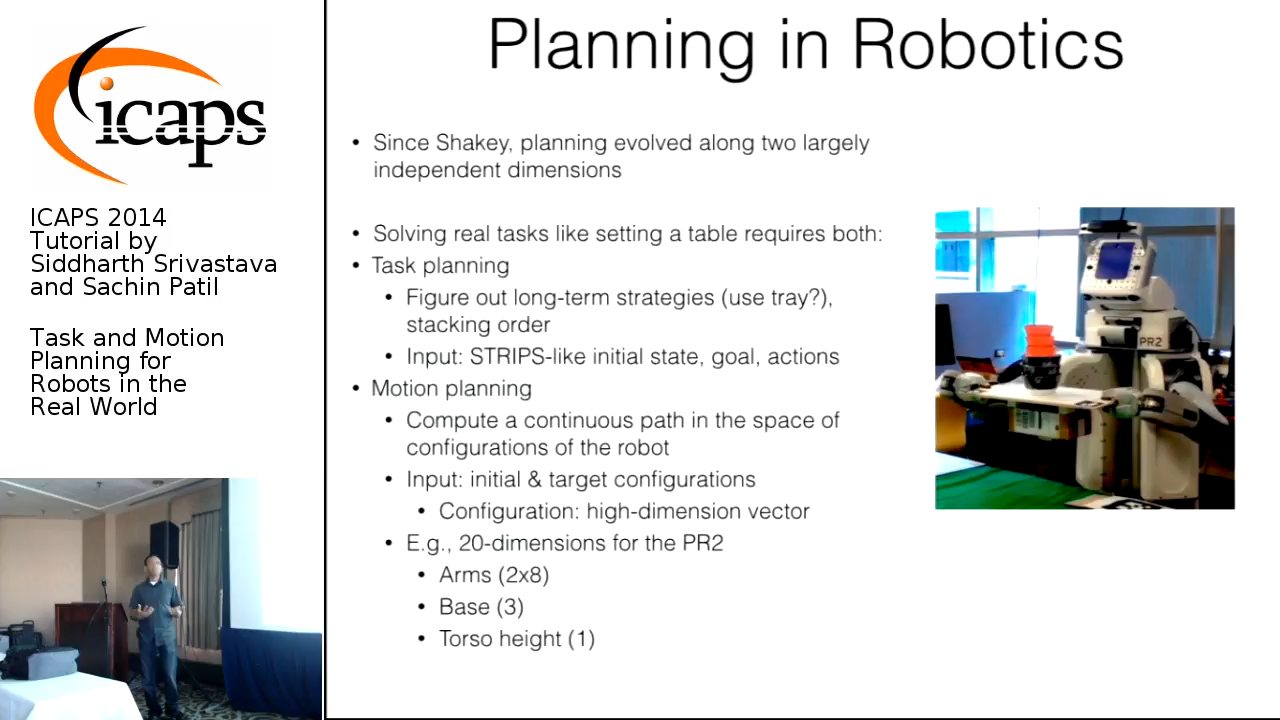 icaps
ICAPS 2014
Tutorial by
Siddharth Srivastava
and Sachin Patil
Task and Motion
Planning for
Robots in the
Real World
Planning in Robotics
• Since Shakey, planning evolved along two largely
independent dimensions
• Solving real tasks like setting a table requires both:
• Task planning
• Figure out long-term strategies (use tray?),
stacking order
• Input: STRIPS-like initial state, goal, actions
• Motion planning
• Compute a continuous path in the space of
configurations of the robot
• Input: initial & target configurations
• Configuration: high-dimension vector
• E.g., 20-dimensions for the PR2
• Arms (2x8)
• Base (3)
• Torso height (1)
PR2